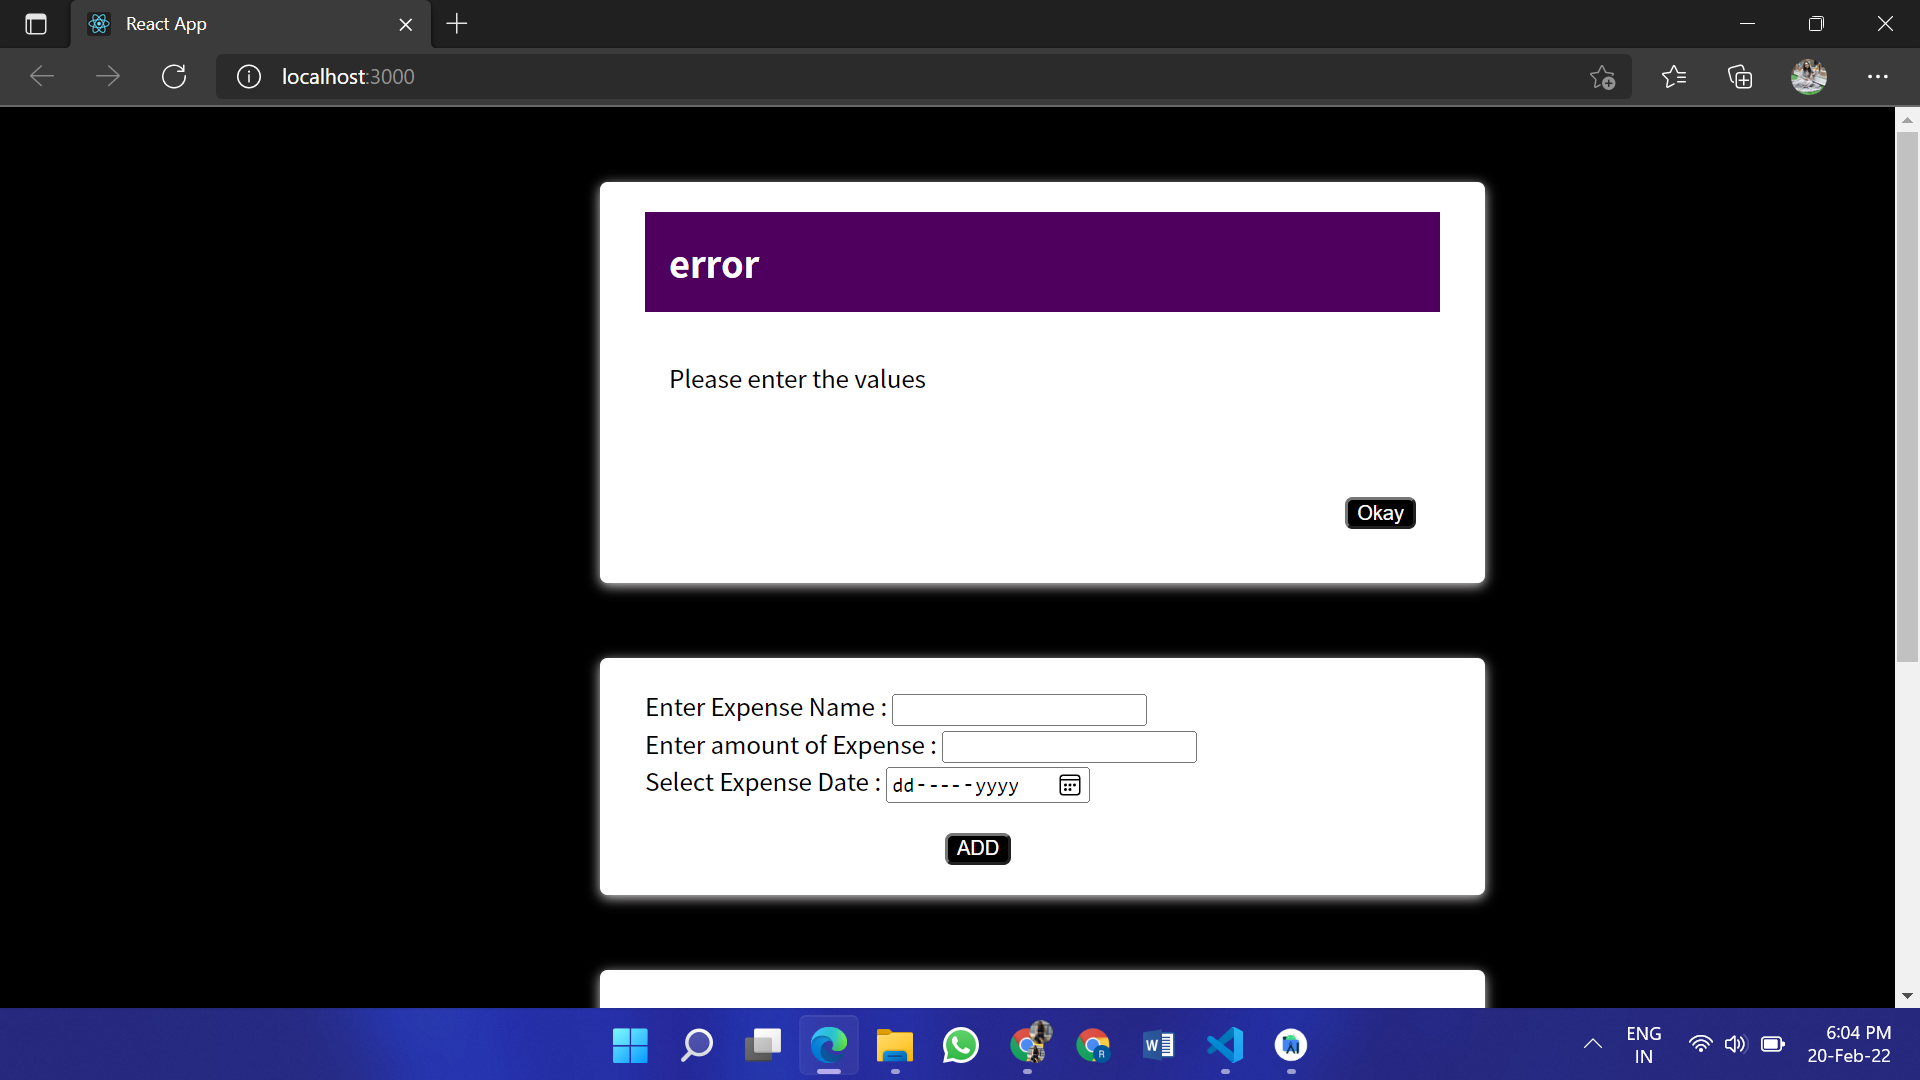 React App
localhost:3000
error
Please enter the values
Okay
Enter Expense Name :
Enter amount of Expense :
Select Expense Date : dd-----yyyy
ADD
ENG
IN
6:04 PM
20-Feb-22
W
R